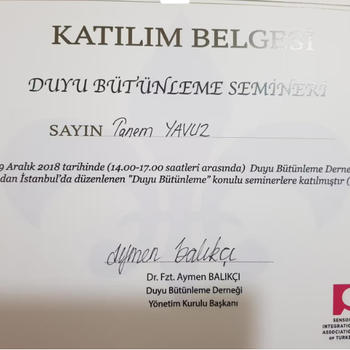 KATILIM BELGESİ
DUYU BÜTÜNLEME SEMİNERİ
SAYIN Tanem YAVUZ
9 Aralık 2018 tarihinde (14.00-17.00 saatleri arasında) Duyu Bütünleme Derne
dan İstanbul'da düzenlenen "Duyu Bütünleme" konulu seminerlere katılmıştır (
Aymen balıkçı
Dr. Fzt. Aymen BALIKÇI
Duyu Bütünleme Derneği
Yönetim Kurulu Başkanı
SENSO
INTEGRATION
ASSOCIATION
OF TURKE